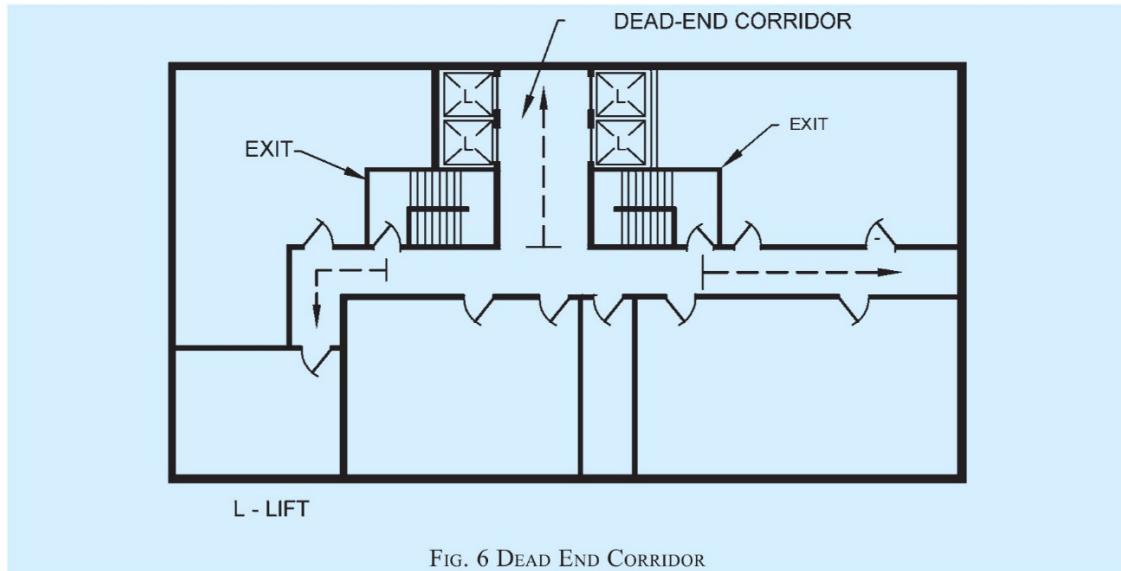 DEAD-END CORRIDOR
L
L
EXIT
EXIT
L
L
L - LIFT
FIG. 6 DEAD END CORRIDOR